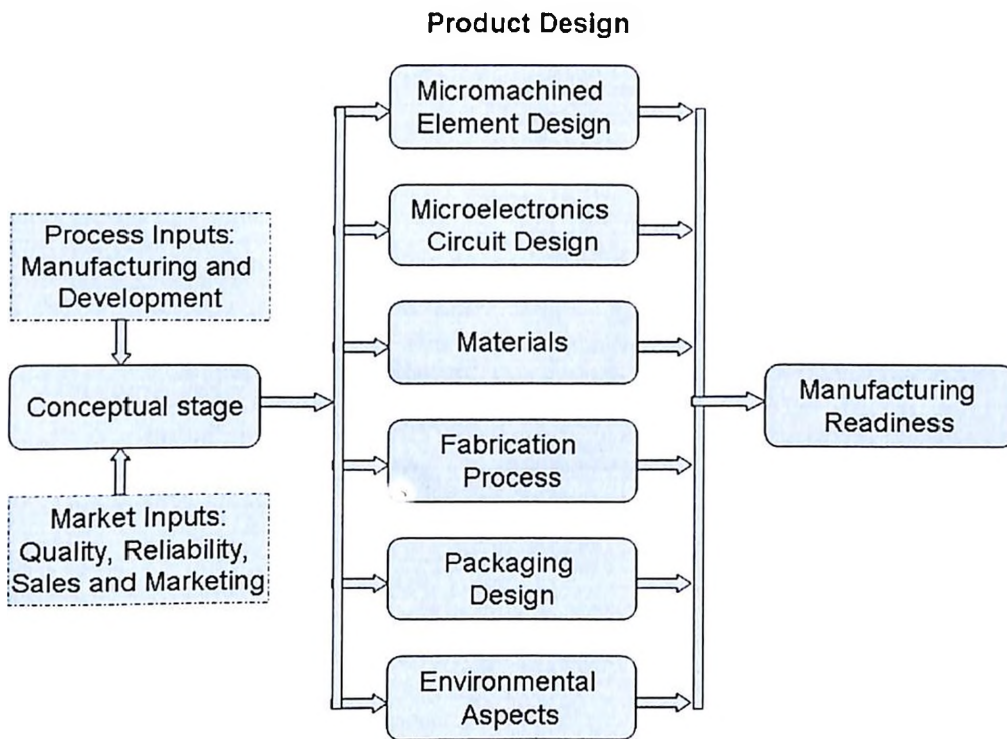 Product Design
Micromachined
Element Design
Microelectronics
Circuit Design
Process Inputs:
Manufacturing and
Development
Materials
Conceptual stage
Manufacturing
Readiness
Fabrication
Process
Market Inputs:
Quality, Reliability,
Sales and Marketing
Packaging
Design
Environmental
Aspects